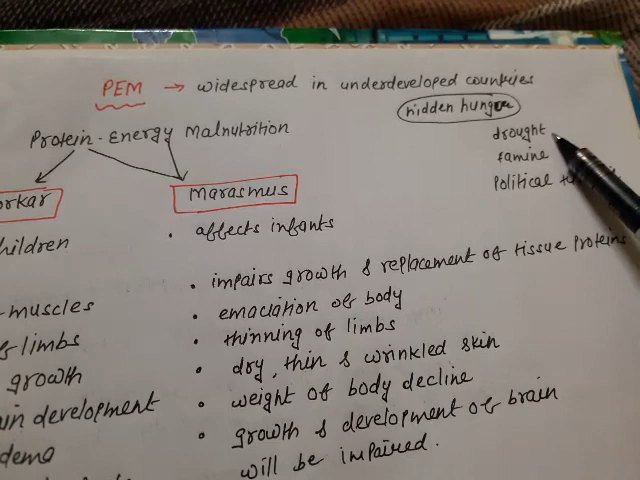 PEM → widespread in underdeveloped countries
hidden hunger
Protein-Energy Malnutrition
drought
famine
Political
orkar
Marasmus
hildren
• affects infants
• impairs growth & replacement of tissue proteins
-muscles
• emaciation of body
& limbs
• thinning of limbs
growth
• dry, thin & wrinkled skin
ain development
• weight of body decline
dema
• growth & development of brain
will be impaired.